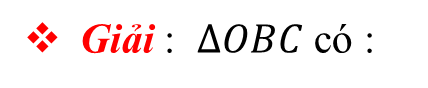 ❖ Giải : ΔOBC có :